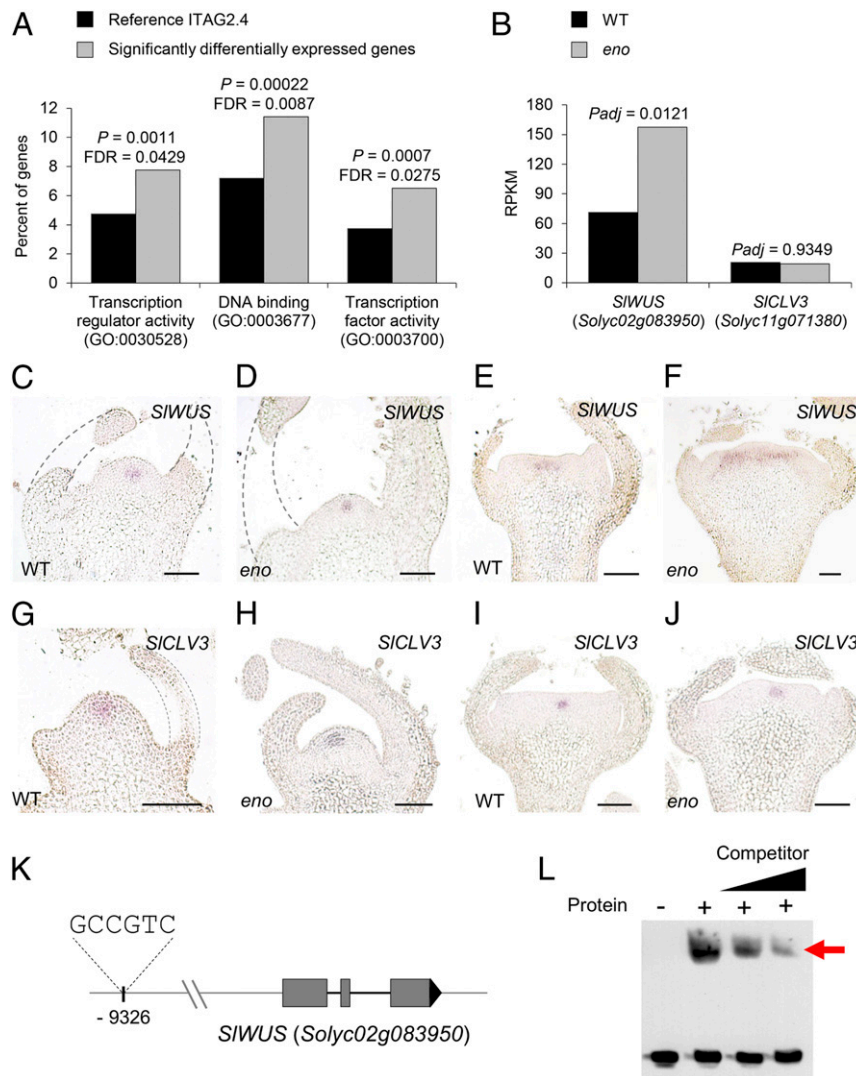 A
Reference ITAG2.4
Significantly differentially expressed genes
Percent of genes
12
10
8
6
4
2
0
P = 0.0011
FDR = 0.0429
P = 0.00022
FDR = 0.0087
P = 0.0007
FDR = 0.0275
Transcription
regulator activity
(GO:0030528)
DNA binding
(GO:0003677)
Transcription
factor activity
(GO:0003700)
B
WT
eno
RPKM
180
150
120
90
60
30
0
Padj = 0.0121
Padj = 0.9349
SlWUS
(Solyc02g083950)
SlCLV3
(Solyc11g071380)
C
SlWUS
WT
D
SlWUS
eno
E
SlWUS
WT
F
SlWUS
eno
G
SlCLV3
WT
H
SlCLV3
eno
I
SlCLV3
WT
J
SlCLV3
eno
K
GCCGTC
- 9326
SlWUS (Solyc02g083950)
L
Competitor
Protein - + + +